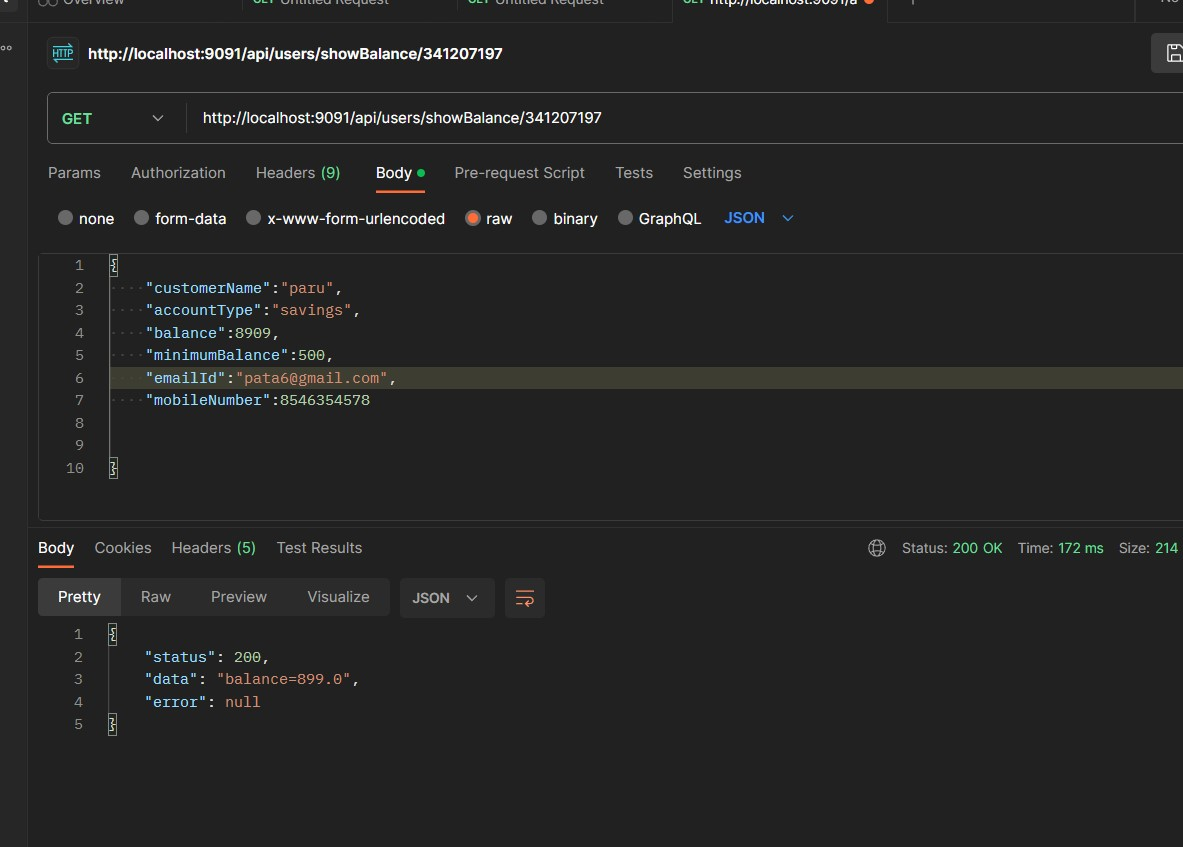 Overview GET Untitled Request GET Untitled Request GET http://localhost:9091/a +
HTTP http://localhost:9091/api/users/showBalance/341207197
GET http://localhost:9091/api/users/showBalance/341207197
Params Authorization Headers (9) Body Pre-request Script Tests Settings
none form-data x-www-form-urlencoded raw binary GraphQL JSON
1 {
2 "customerName":"paru",
3 "accountType":"savings",
4 "balance":8909,
5 "minimumBalance":500,
6 "emailId":"pata6@gmail.com",
7 "mobileNumber":8546354578
8
9
10 }
Body Cookies Headers (5) Test Results Status: 200 OK Time: 172 ms Size: 214
Pretty Raw Preview Visualize JSON
1 {
2 "status": 200,
3 "data": "balance=899.0",
4 "error": null
5 }